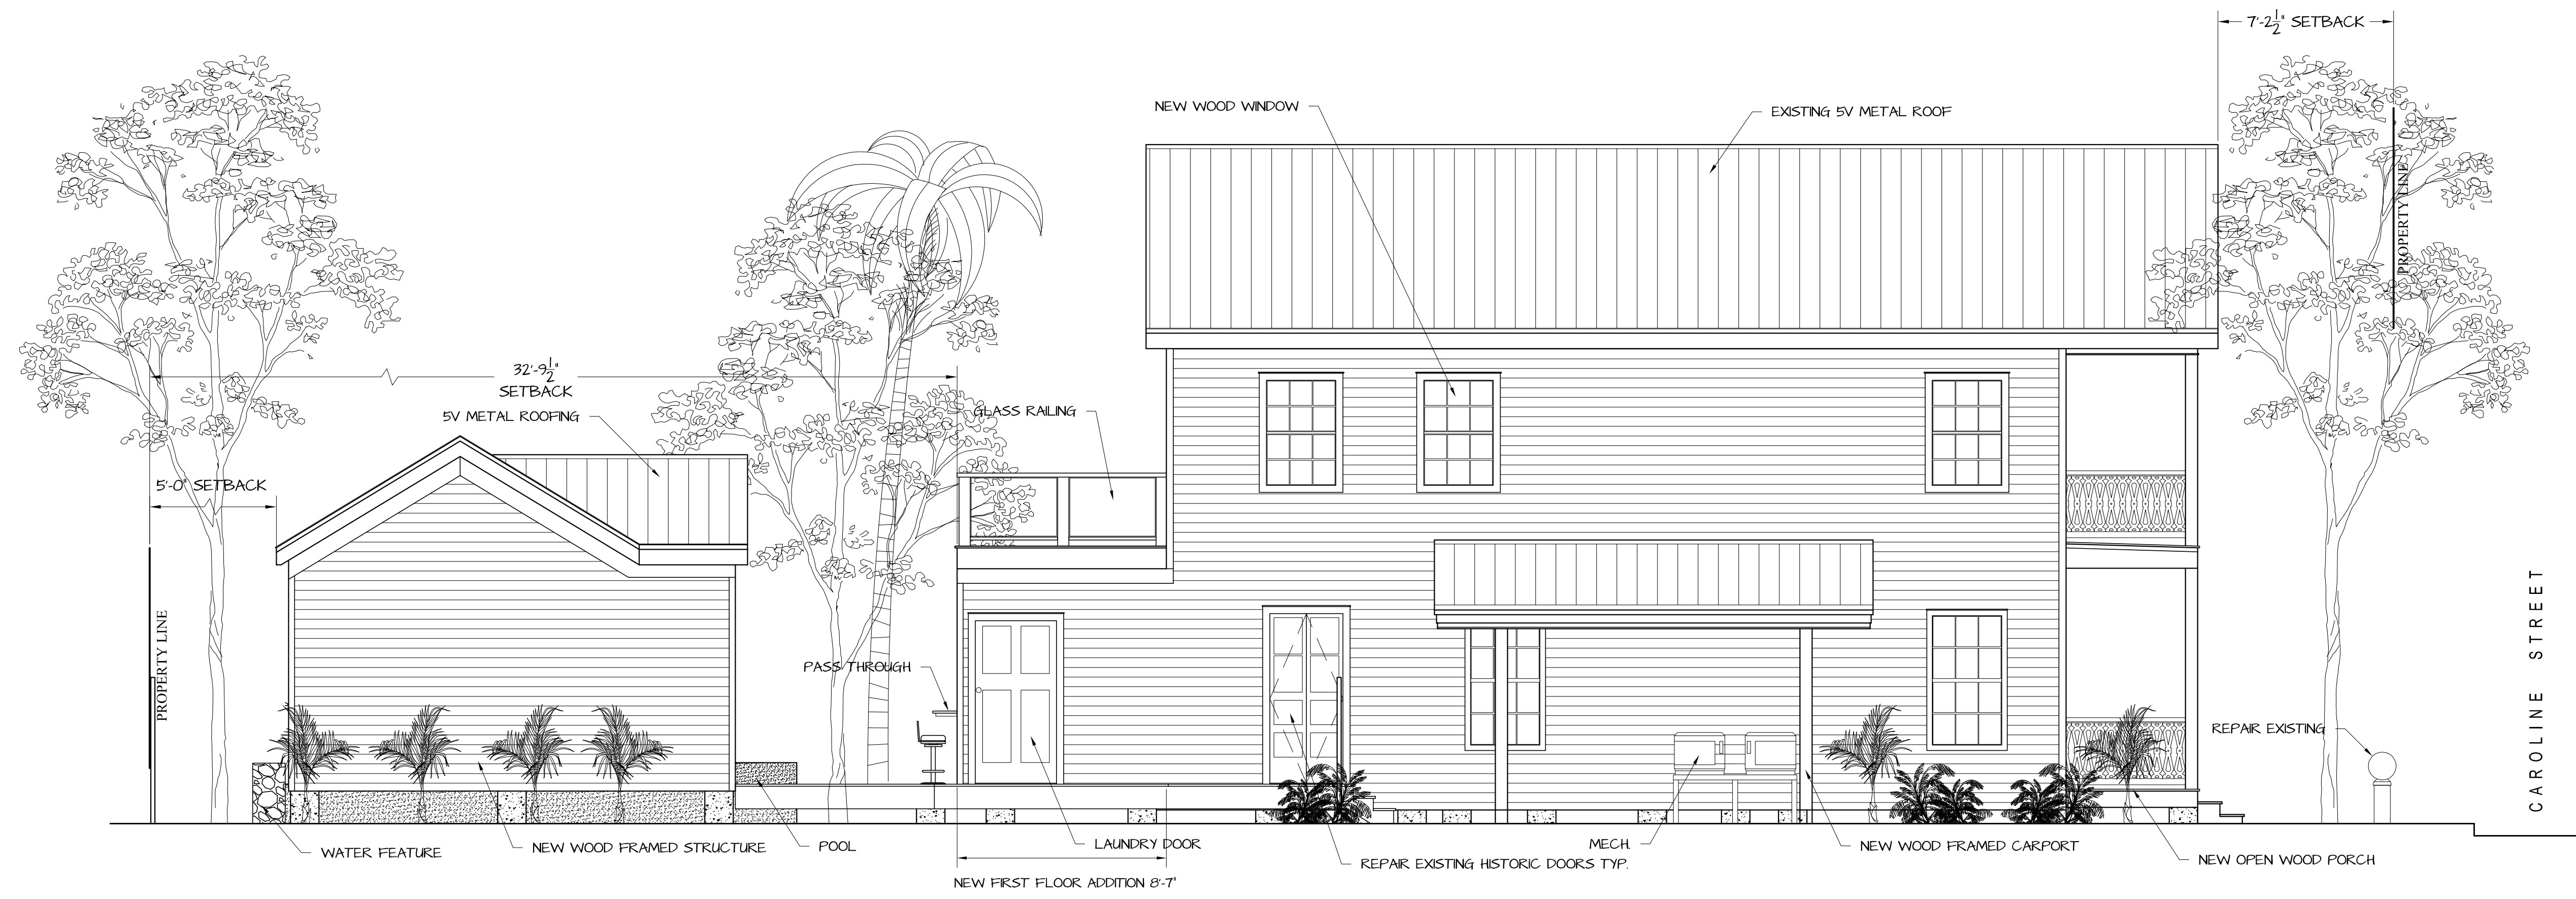 7'-2 1/2" SETBACK
NEW WOOD WINDOW
EXISTING 5V METAL ROOF
PROPERTY LINE
32'-9 1/2"
SETBACK
5V METAL ROOFING
GLASS RAILING
5'-0" SETBACK
PROPERTY LINE
PASS THROUGH
CAROLINE STREET
REPAIR EXISTING
WATER FEATURE
NEW WOOD FRAMED STRUCTURE
POOL
LAUNDRY DOOR
REPAIR EXISTING HISTORIC DOORS TYP.
MECH.
NEW WOOD FRAMED CARPORT
NEW OPEN WOOD PORCH
NEW FIRST FLOOR ADDITION 8'-7"